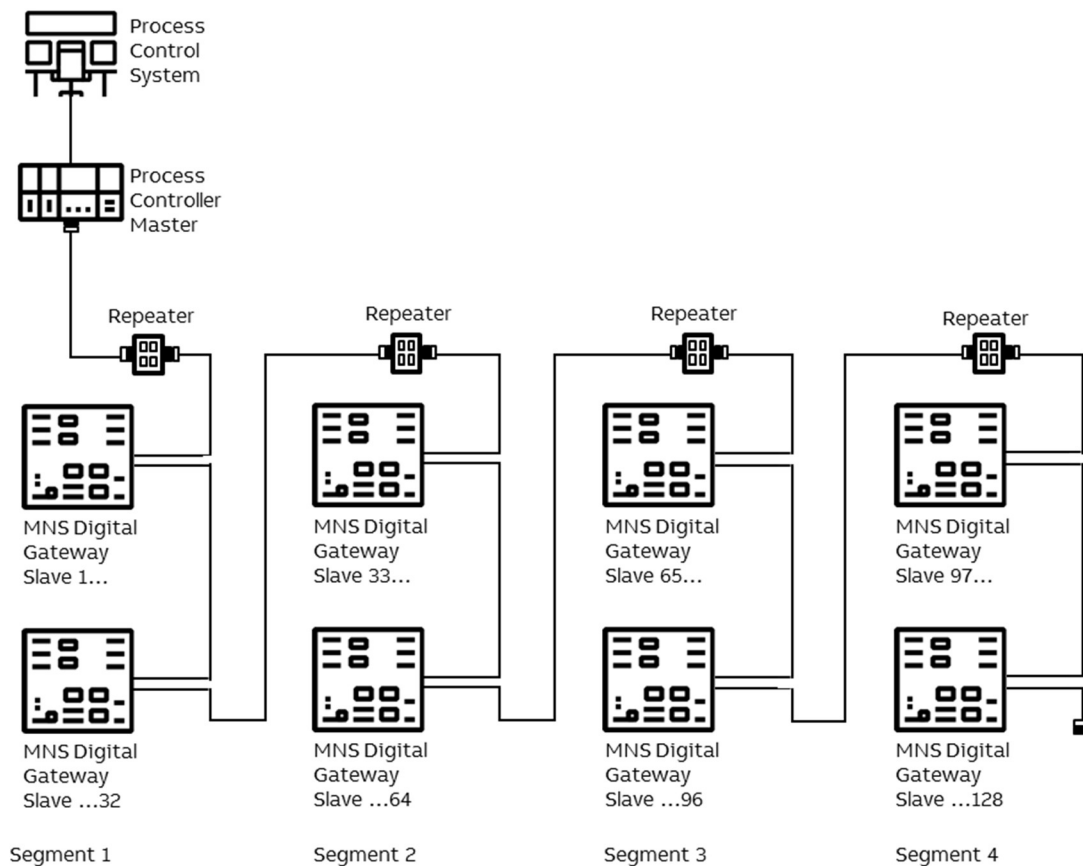 Process
Control
System
Process
Controller
Master
Repeater
Repeater
Repeater
Repeater
MNS Digital
Gateway
Slave 1...
MNS Digital
Gateway
Slave 33...
MNS Digital
Gateway
Slave 65...
MNS Digital
Gateway
Slave 97...
MNS Digital
Gateway
Slave ...32
MNS Digital
Gateway
Slave ...64
MNS Digital
Gateway
Slave ...96
MNS Digital
Gateway
Slave ...128
Segment 1
Segment 2
Segment 3
Segment 4